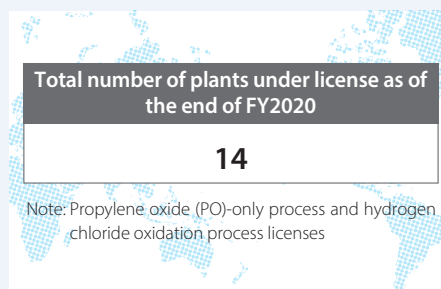 Total number of plants under license as of
the end of FY2020
14
Note: Propylene oxide (PO)-only process and hydrogen
chloride oxidation process licenses